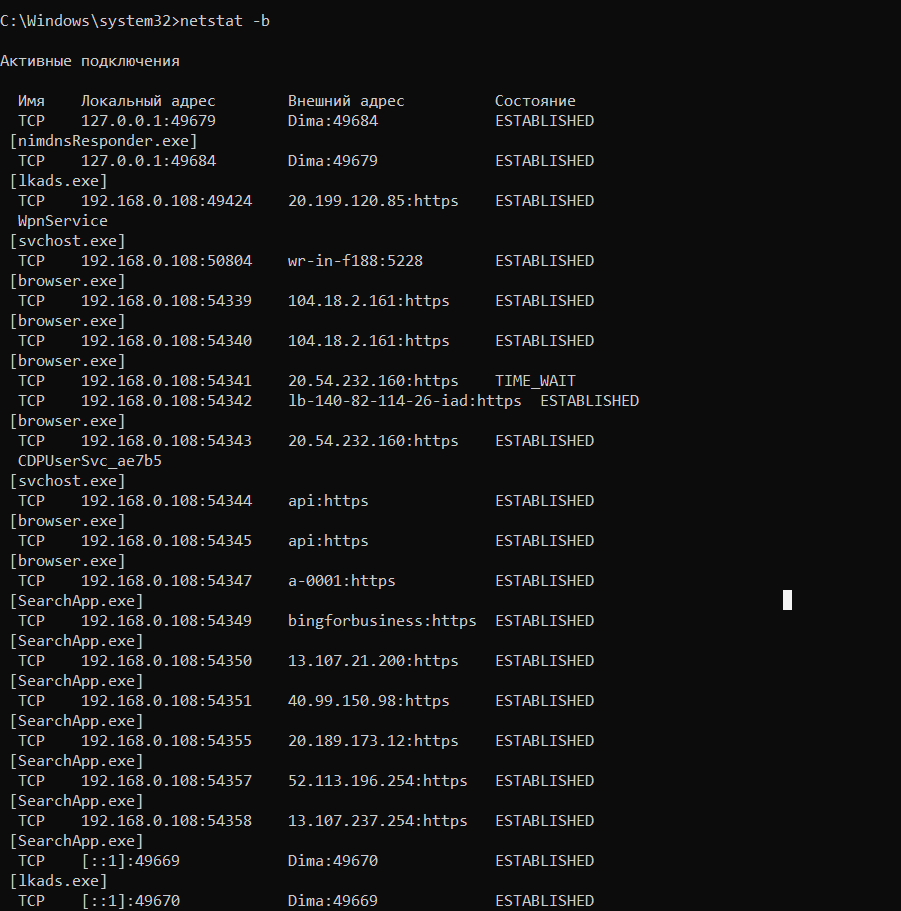 C:\Windows\system32>netstat -b
Активные подключения
Имя Локальный адрес Внешний адрес Состояние
TCP 127.0.0.1:49679 Dima:49684 ESTABLISHED
[nimdnsResponder.exe]
TCP 127.0.0.1:49684 Dima:49679 ESTABLISHED
[lkads.exe]
TCP 192.168.0.108:49424 20.199.120.85:https ESTABLISHED
WpnService
[svchost.exe]
TCP 192.168.0.108:50804 wr-in-f188:5228 ESTABLISHED
[browser.exe]
TCP 192.168.0.108:54339 104.18.2.161:https ESTABLISHED
[browser.exe]
TCP 192.168.0.108:54340 104.18.2.161:https ESTABLISHED
[browser.exe]
TCP 192.168.0.108:54341 20.54.232.160:https TIME_WAIT
TCP 192.168.0.108:54342 lb-140-82-114-26-iad:https ESTABLISHED
[browser.exe]
TCP 192.168.0.108:54343 20.54.232.160:https ESTABLISHED
CDPUserSvc_ae7b5
[svchost.exe]
TCP 192.168.0.108:54344 api:https ESTABLISHED
[browser.exe]
TCP 192.168.0.108:54345 api:https ESTABLISHED
[browser.exe]
TCP 192.168.0.108:54347 a-0001:https ESTABLISHED
[SearchApp.exe]
TCP 192.168.0.108:54349 bingforbusiness:https ESTABLISHED
[SearchApp.exe]
TCP 192.168.0.108:54350 13.107.21.200:https ESTABLISHED
[SearchApp.exe]
TCP 192.168.0.108:54351 40.99.150.98:https ESTABLISHED
[SearchApp.exe]
TCP 192.168.0.108:54355 20.189.173.12:https ESTABLISHED
[SearchApp.exe]
TCP 192.168.0.108:54357 52.113.196.254:https ESTABLISHED
[SearchApp.exe]
TCP 192.168.0.108:54358 13.107.237.254:https ESTABLISHED
[SearchApp.exe]
TCP [::1]:49669 Dima:49670 ESTABLISHED
[lkads.exe]
TCP [::1]:49670 Dima:49669 ESTABLISHED